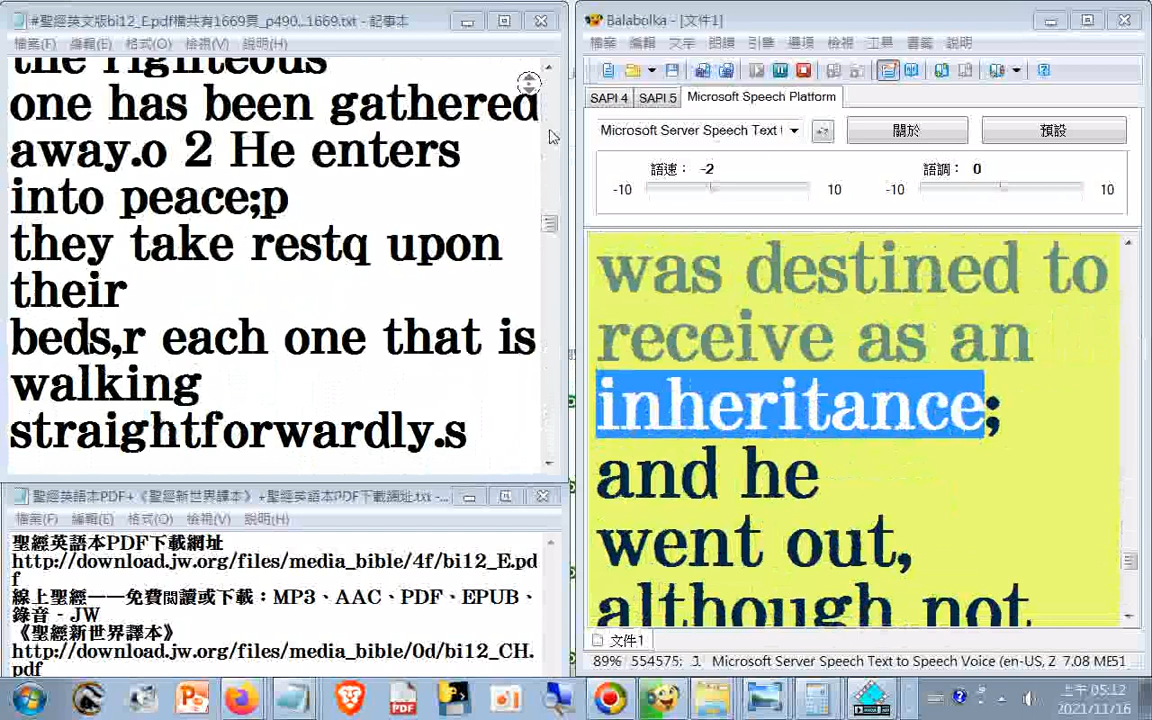 #聖經英文版bi12_E.pdf檔共有1669頁_p490...1669.txt - 記事本
檔案(F) 編輯(E) 格式(O) 檢視(V) 說明(H)
the righteous
one has been gathered
away.o 2 He enters
into peace;p
they take restq upon
their
beds,r each one that is
walking
straightforwardly.s
聖經英語本PDF+《聖經新世界譯本》+聖經英語本PDF下載網址.txt - ...
檔案(F) 編輯(E) 格式(O) 檢視(V) 說明(H)
聖經英語本PDF下載網址
http://download.jw.org/files/media_bible/4f/bi12_E.pd
f
線上聖經——免費閱讀或下載：MP3、AAC、PDF、EPUB、
錄音 - JW
《聖經新世界譯本》
http://download.jw.org/files/media_bible/0d/bi12_CH.
pdf
Balabolka - [文件1]
檔案 編輯 文字 朗讀 引擎 選項 檢視 工具 書籤 說明
SAPI 4 SAPI 5 Microsoft Speech Platform
Microsoft Server Speech Text 關於 預設
語速： -2 語調： 0
-10 10 -10 10
was destined to
receive as an
inheritance;
and he
went out,
although not
文件1
89% 554575: Microsoft Server Speech Text to Speech Voice (en-US, Z 7.08 ME51
PDF
上午 05:12
2021/11/16